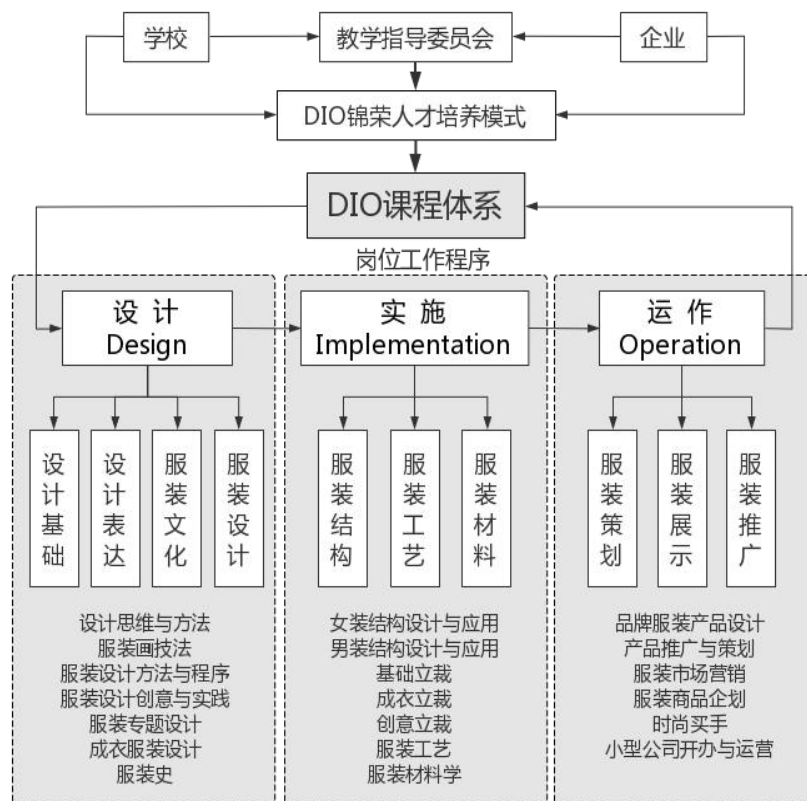 学校
教学指导委员会
企业
DIO锦荣人才培养模式
DIO课程体系
岗位工作程序
设 计
Design
实 施
Implementation
运 作
Operation
设计基础
设计表达
服装文化
服装设计
服装结构
服装工艺
服装材料
服装策划
服装展示
服装推广
设计思维与方法
服装画技法
服装设计方法与程序
服装设计创意与实践
服装专题设计
成衣服装设计
服装史
女装结构设计与应用
男装结构设计与应用
基础立裁
成衣立裁
创意立裁
服装工艺
服装材料学
品牌服装产品设计
产品推广与策划
服装市场营销
服装商品企划
时尚买手
小型公司开办与运营